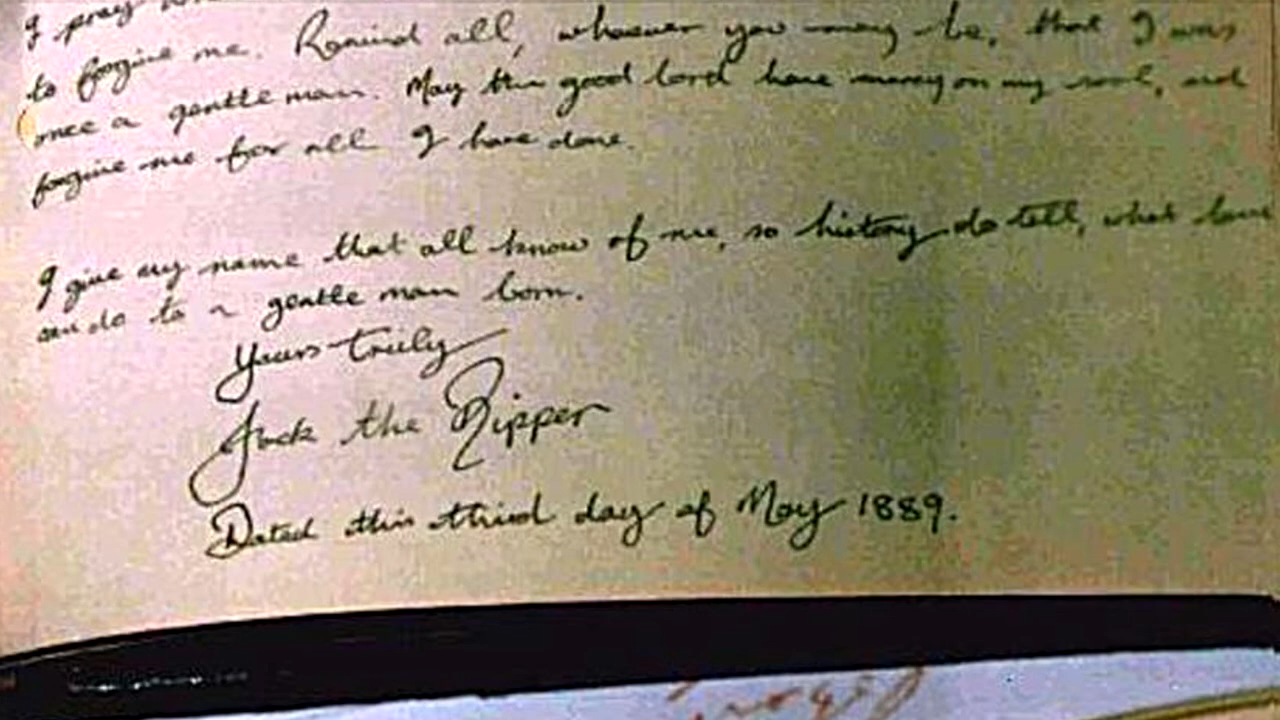 I pray
to forgive me. Remind all, whoever you may be, that I was
once a gentle man. May the good lord have mercy on my soul, and
forgive me for all I have done.
I give my name that all know of me, so history do tell, what love
can do to a gentle man born.
Yours truly
Jack the Ripper
Dated this third day of May 1889.